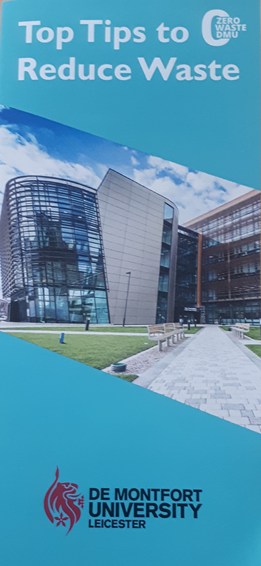 Top Tips to
Reduce Waste
ZERO
WASTE
DMU
DE MONTFORT
UNIVERSITY
LEICESTER